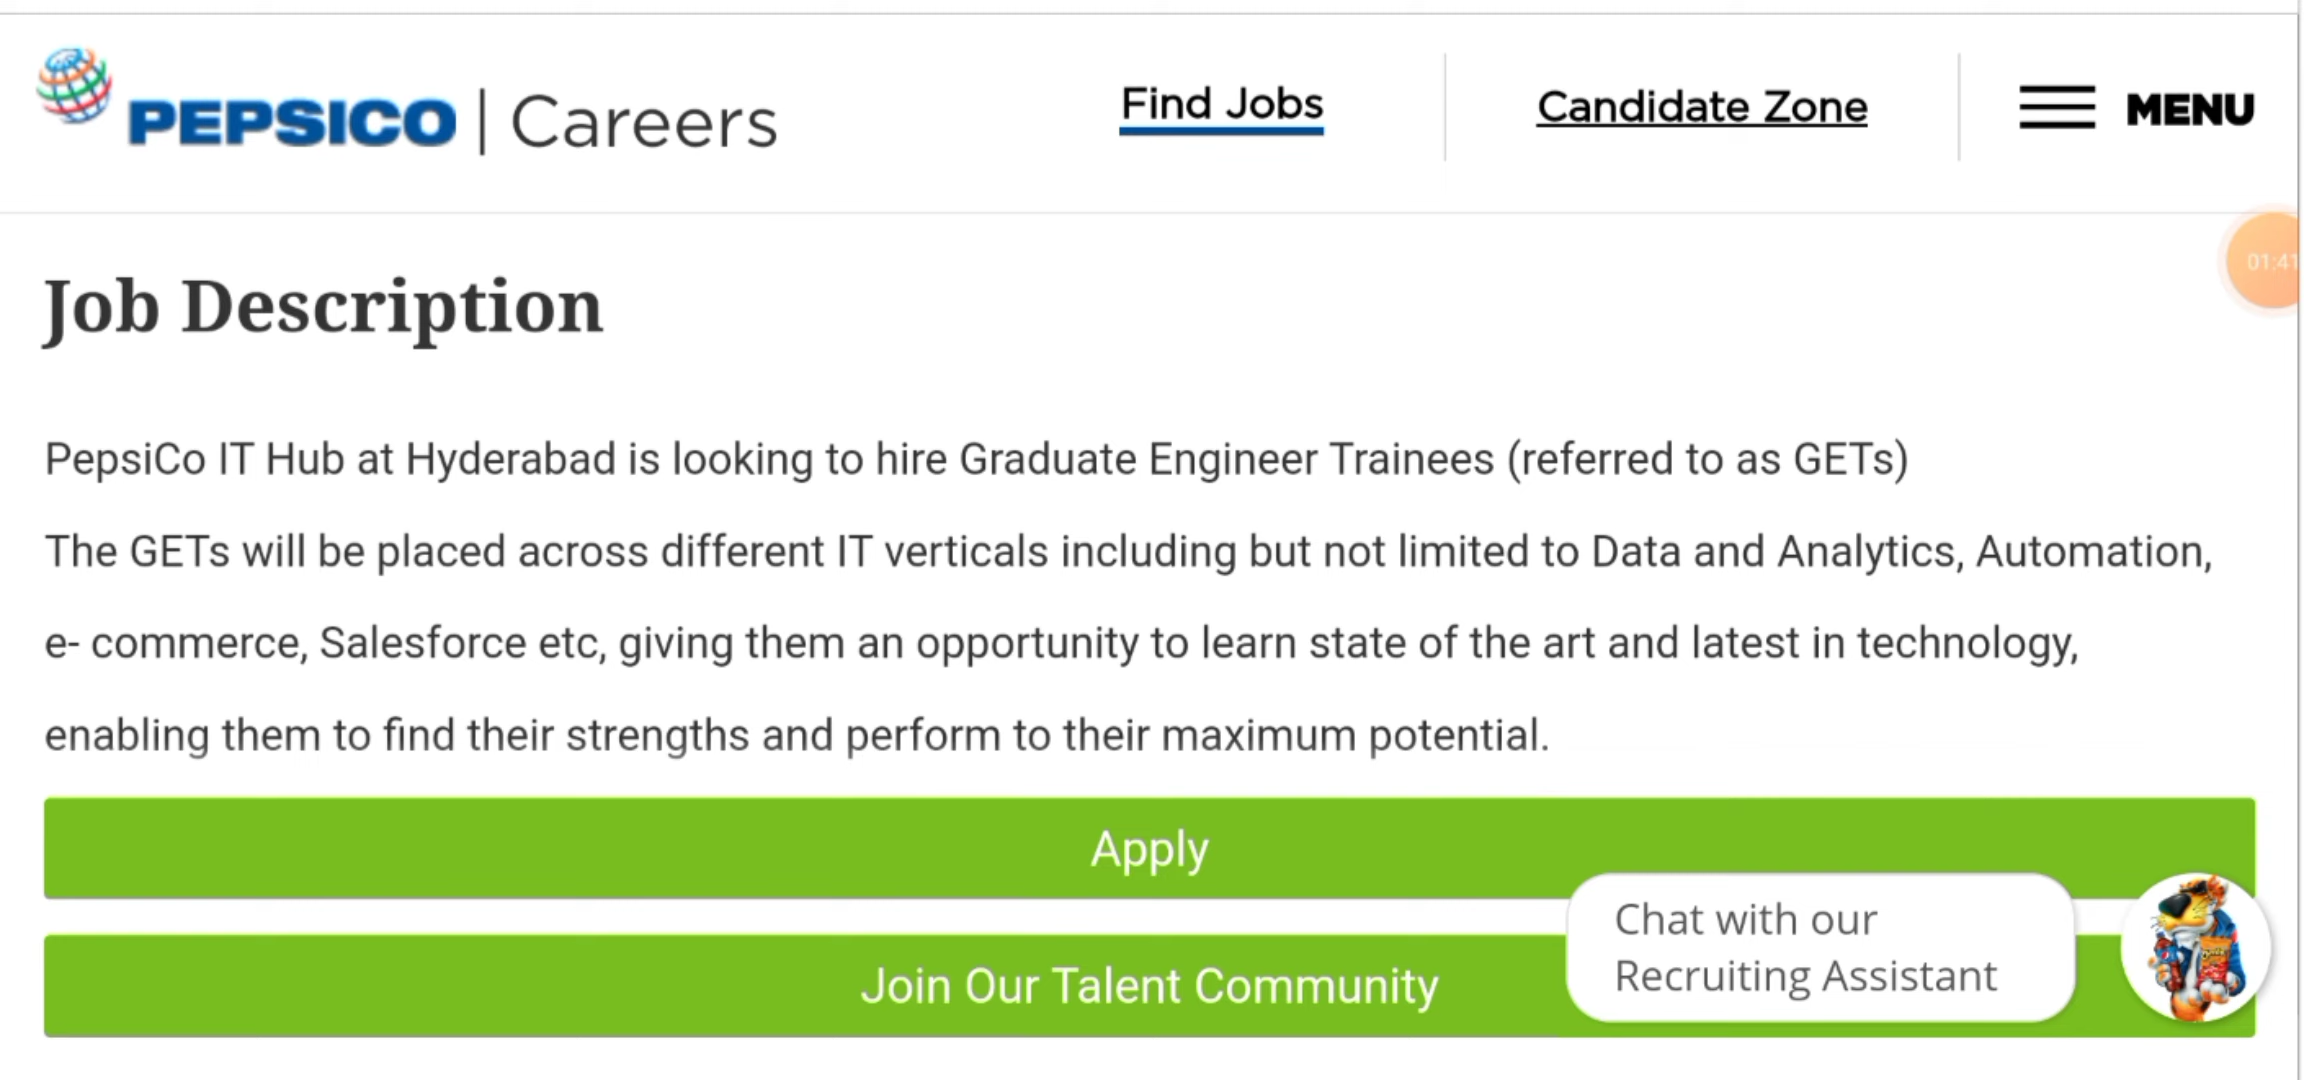 PEPSICO | Careers
Find Jobs
Candidate Zone
MENU
01:41
Job Description
PepsiCo IT Hub at Hyderabad is looking to hire Graduate Engineer Trainees (referred to as GETs)
The GETs will be placed across different IT verticals including but not limited to Data and Analytics, Automation,
e- commerce, Salesforce etc, giving them an opportunity to learn state of the art and latest in technology,
enabling them to find their strengths and perform to their maximum potential.
Apply
Chat with our
Recruiting Assistant
Join Our Talent Community